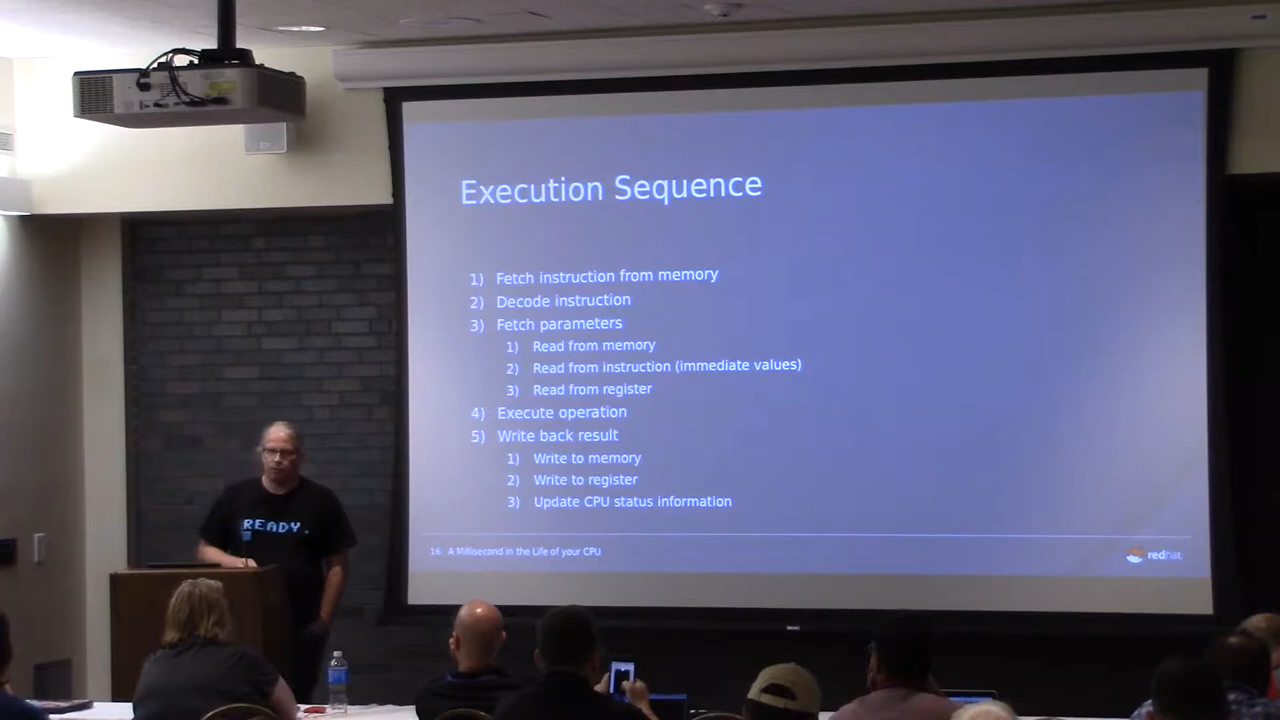 Execution Sequence
1) Fetch instruction from memory
2) Decode instruction
3) Fetch parameters
1) Read from memory
2) Read from instruction (immediate values)
3) Read from register
4) Execute operation
5) Write back result
1) Write to memory
2) Write to register
3) Update CPU status information
16 A Millisecond in the Life of your CPU
redhat
READY.